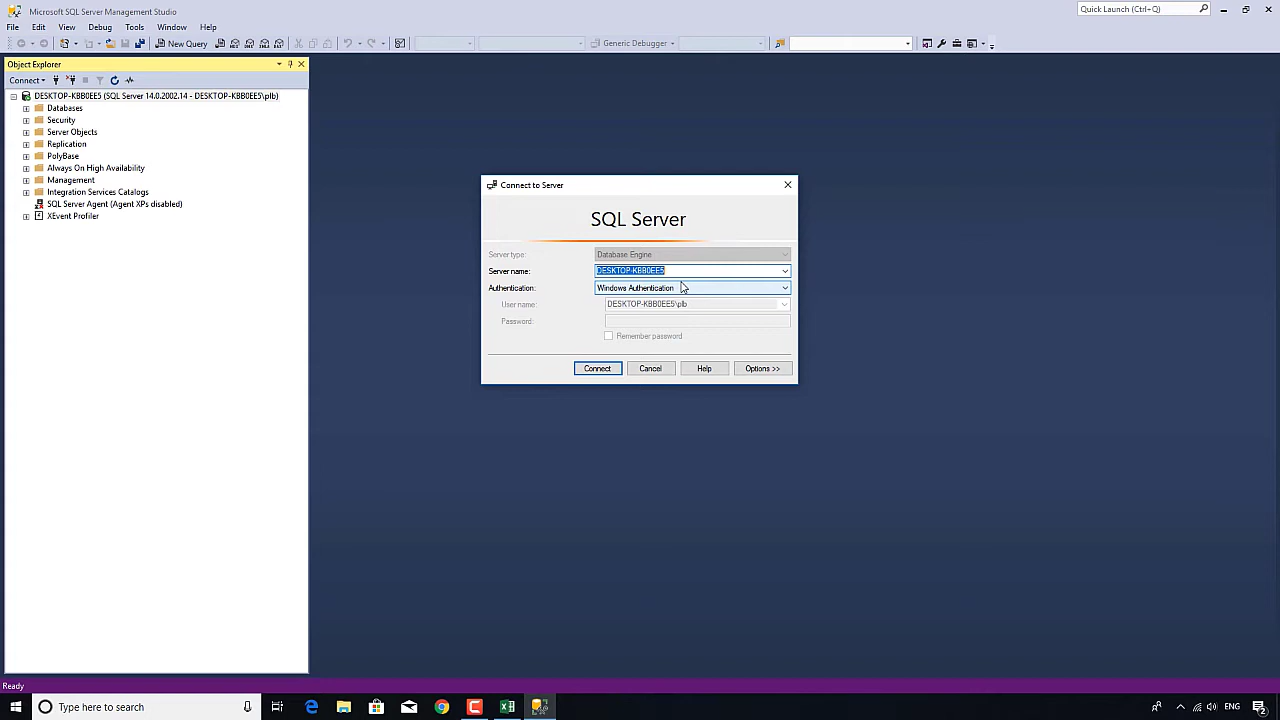 Microsoft SQL Server Management Studio
Quick Launch (Ctrl+Q)
File Edit View Debug Tools Window Help
New Query
Generic Debugger
Object Explorer
Connect
DESKTOP-KBB0EE5 (SQL Server 14.0.2002.14 - DESKTOP-KBB0EE5\plb)
Databases
Security
Server Objects
Replication
PolyBase
Always On High Availability
Management
Integration Services Catalogs
SQL Server Agent (Agent XPs disabled)
XEvent Profiler
Connect to Server
SQL Server
Server type: Database Engine
Server name: DESKTOP-KBB0EE5
Authentication: Windows Authentication
User name: DESKTOP-KBB0EE5\plb
Password:
Remember password
Connect Cancel Help Options >>
Ready
Type here to search
ENG
2